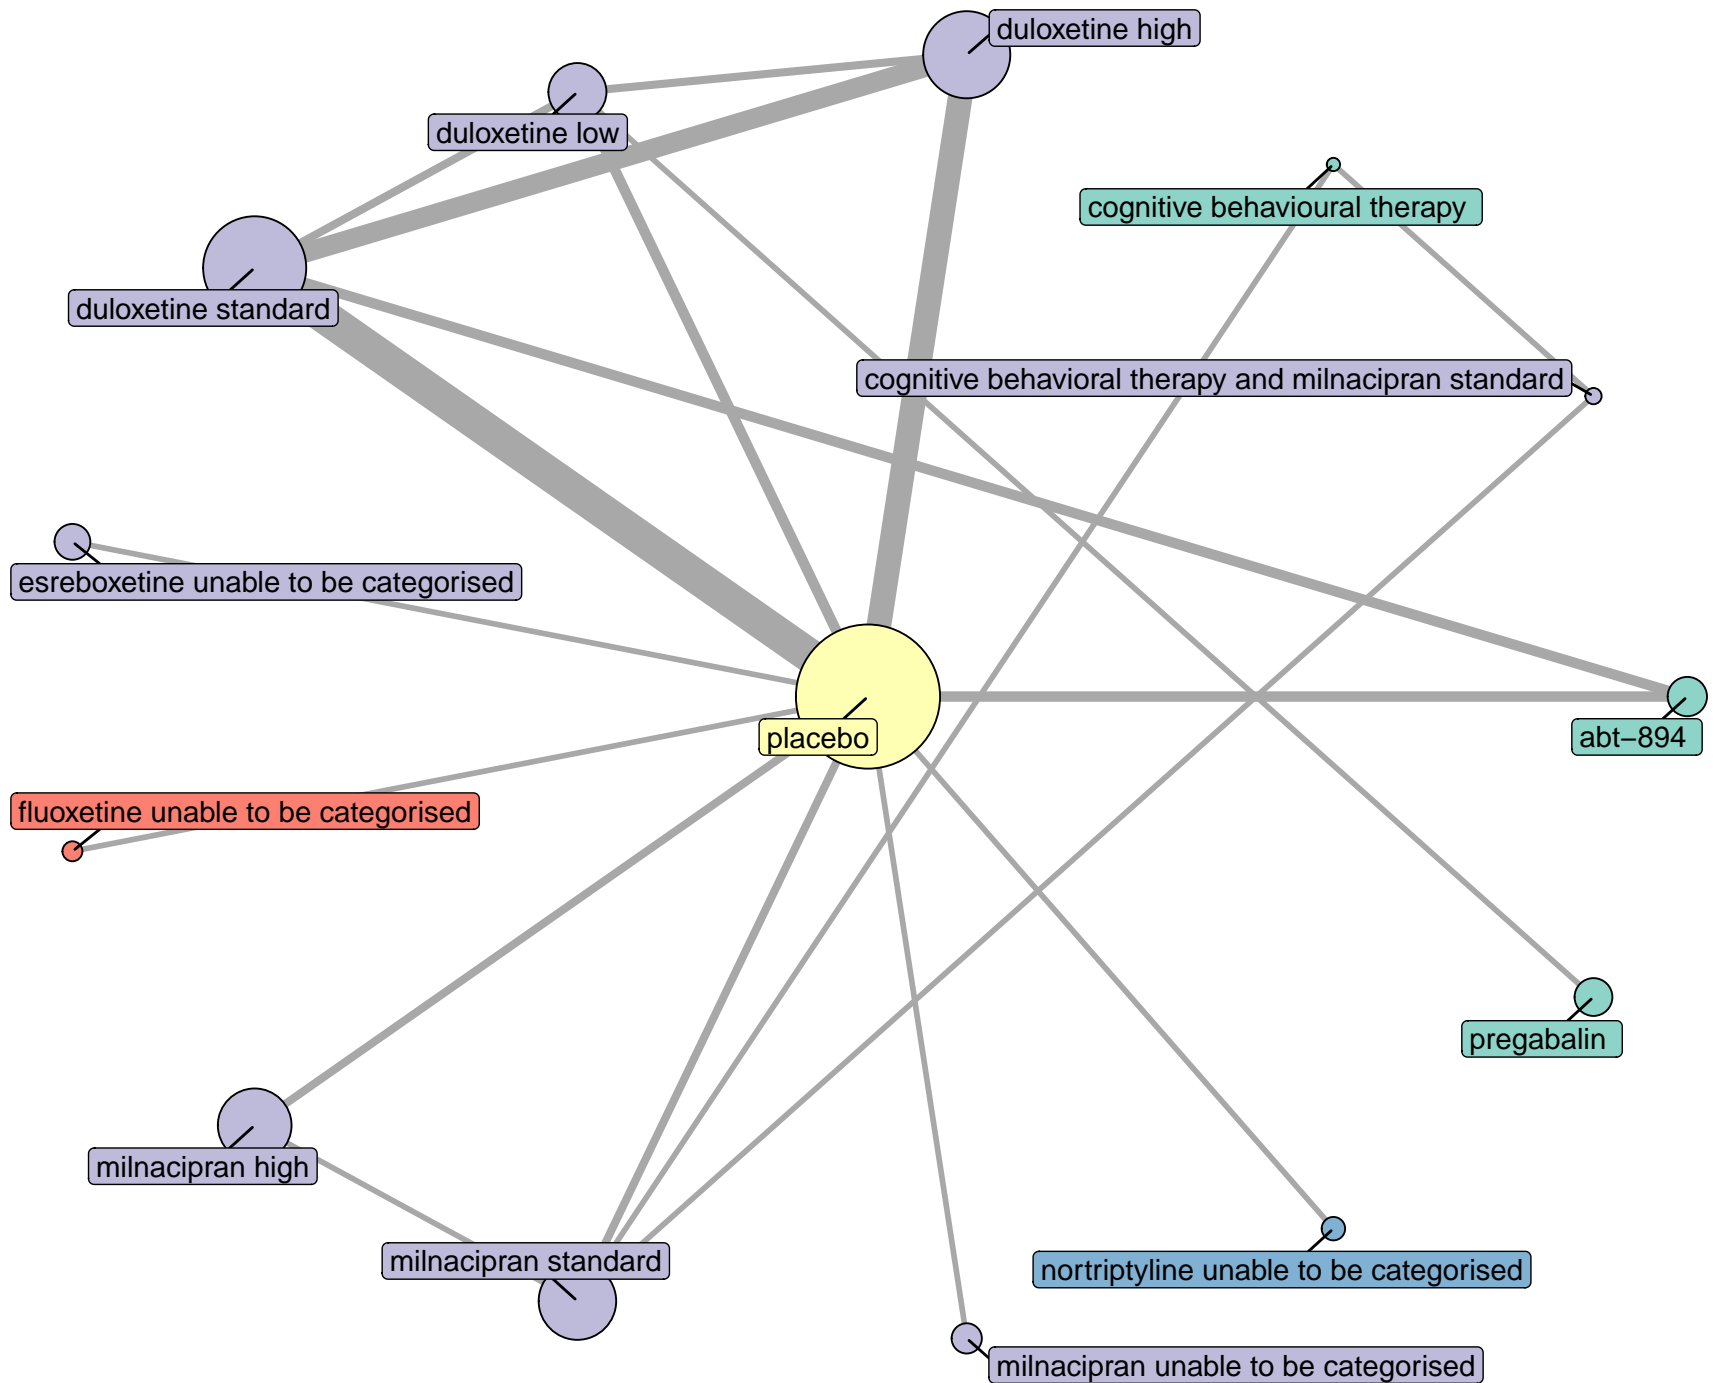 duloxetine high
duloxetine low
cognitive behavioural therapy
duloxetine standard
cognitive behavioral therapy and milnacipran standard
esreboxetine unable to be categorised
placebo
abt−894
fluoxetine unable to be categorised
pregabalin
milnacipran high
milnacipran standard
nortriptyline unable to be categorised
milnacipran unable to be categorised